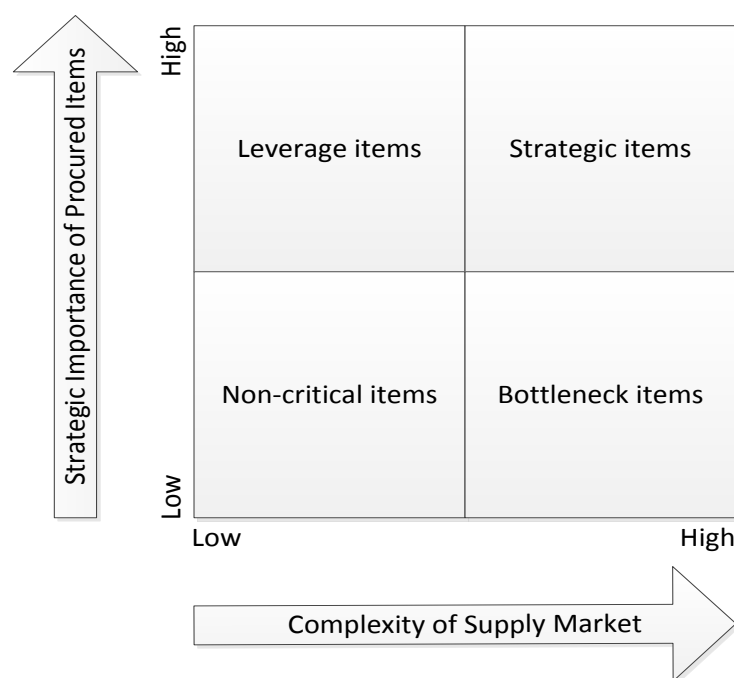 Strategic Importance of Procured Items
High
Leverage items
Strategic items
Non-critical items
Bottleneck items
Low
Low
High
Complexity of Supply Market